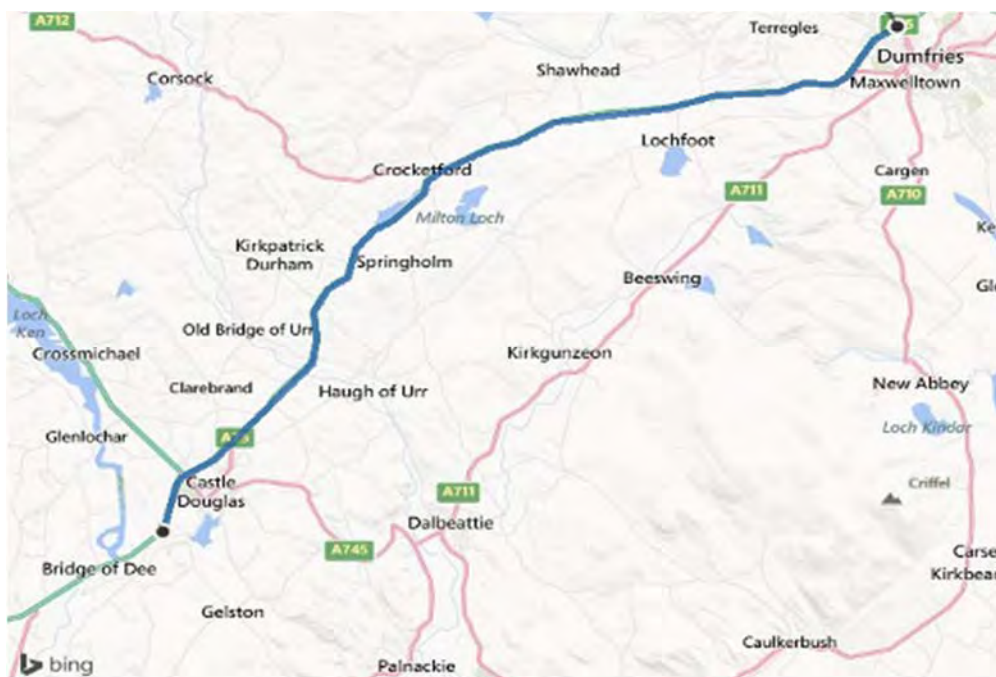 A712
Terregles
Dumfries
Shawhead
Corsock
Maxwelltown
Lochfoot
Crocketford
Cargen
A711
A710
Milton Loch
Kirkpatrick
Durham
Springholm
Beeswing
Loch
Ken
Old Bridge of Urr
Crossmichael
Kirkgunzeon
Clarebrand
Haugh of Urr
New Abbey
Loch Kindar
Glenlochar
Castle
Douglas
A711
Criffel
Dalbeattie
A745
Bridge of Dee
Gelston
Caulkerbush
Palnackie
bing